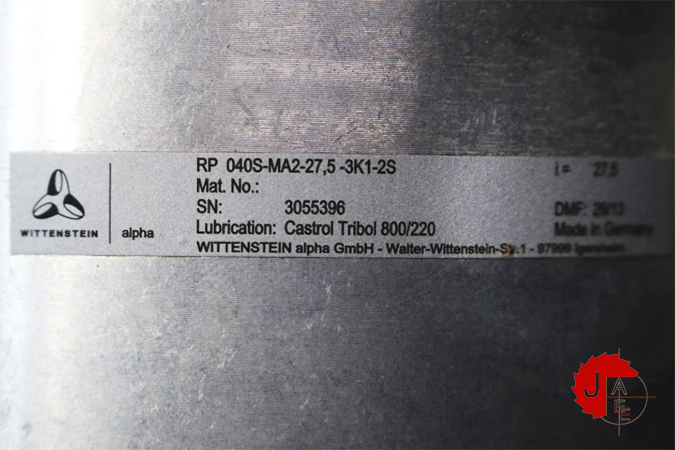 RP 040S-MA2-27,5 -3K1-2S i = 27,5
Mat. No.:
SN: 3055396 DMF: 29/13
Lubrication: Castrol Tribol 800/220 Made in Germany
WITTENSTEIN alpha GmbH - Walter-Wittenstein-Str.1 - 97999 Igersheim
WITTENSTEIN alpha
J A E E